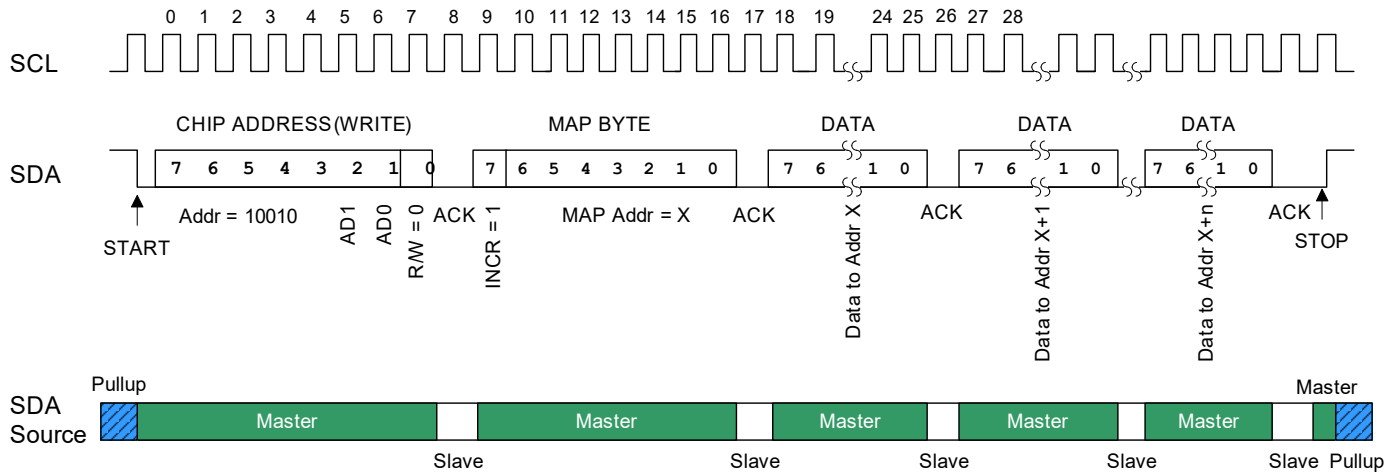 0 1 2 3 4 5 6 7 8 9 10 11 12 13 14 15 16 17 18 19 24 25 26 27 28
SCL
CHIP ADDRESS (WRITE) MAP BYTE DATA DATA DATA
SDA 7 6 5 4 3 2 1 0 7 6 5 4 3 2 1 0 7 6 1 0 7 6 1 0 7 6 1 0
START Addr = 10010 AD1 AD0 R/W = 0 ACK INCR = 1 MAP Addr = X ACK Data to Addr X ACK Data to Addr X+1 Data to Addr X+n ACK STOP
Pullup Master
SDA Source Master Master Master Master Master
Slave Slave Slave Slave Slave Pullup